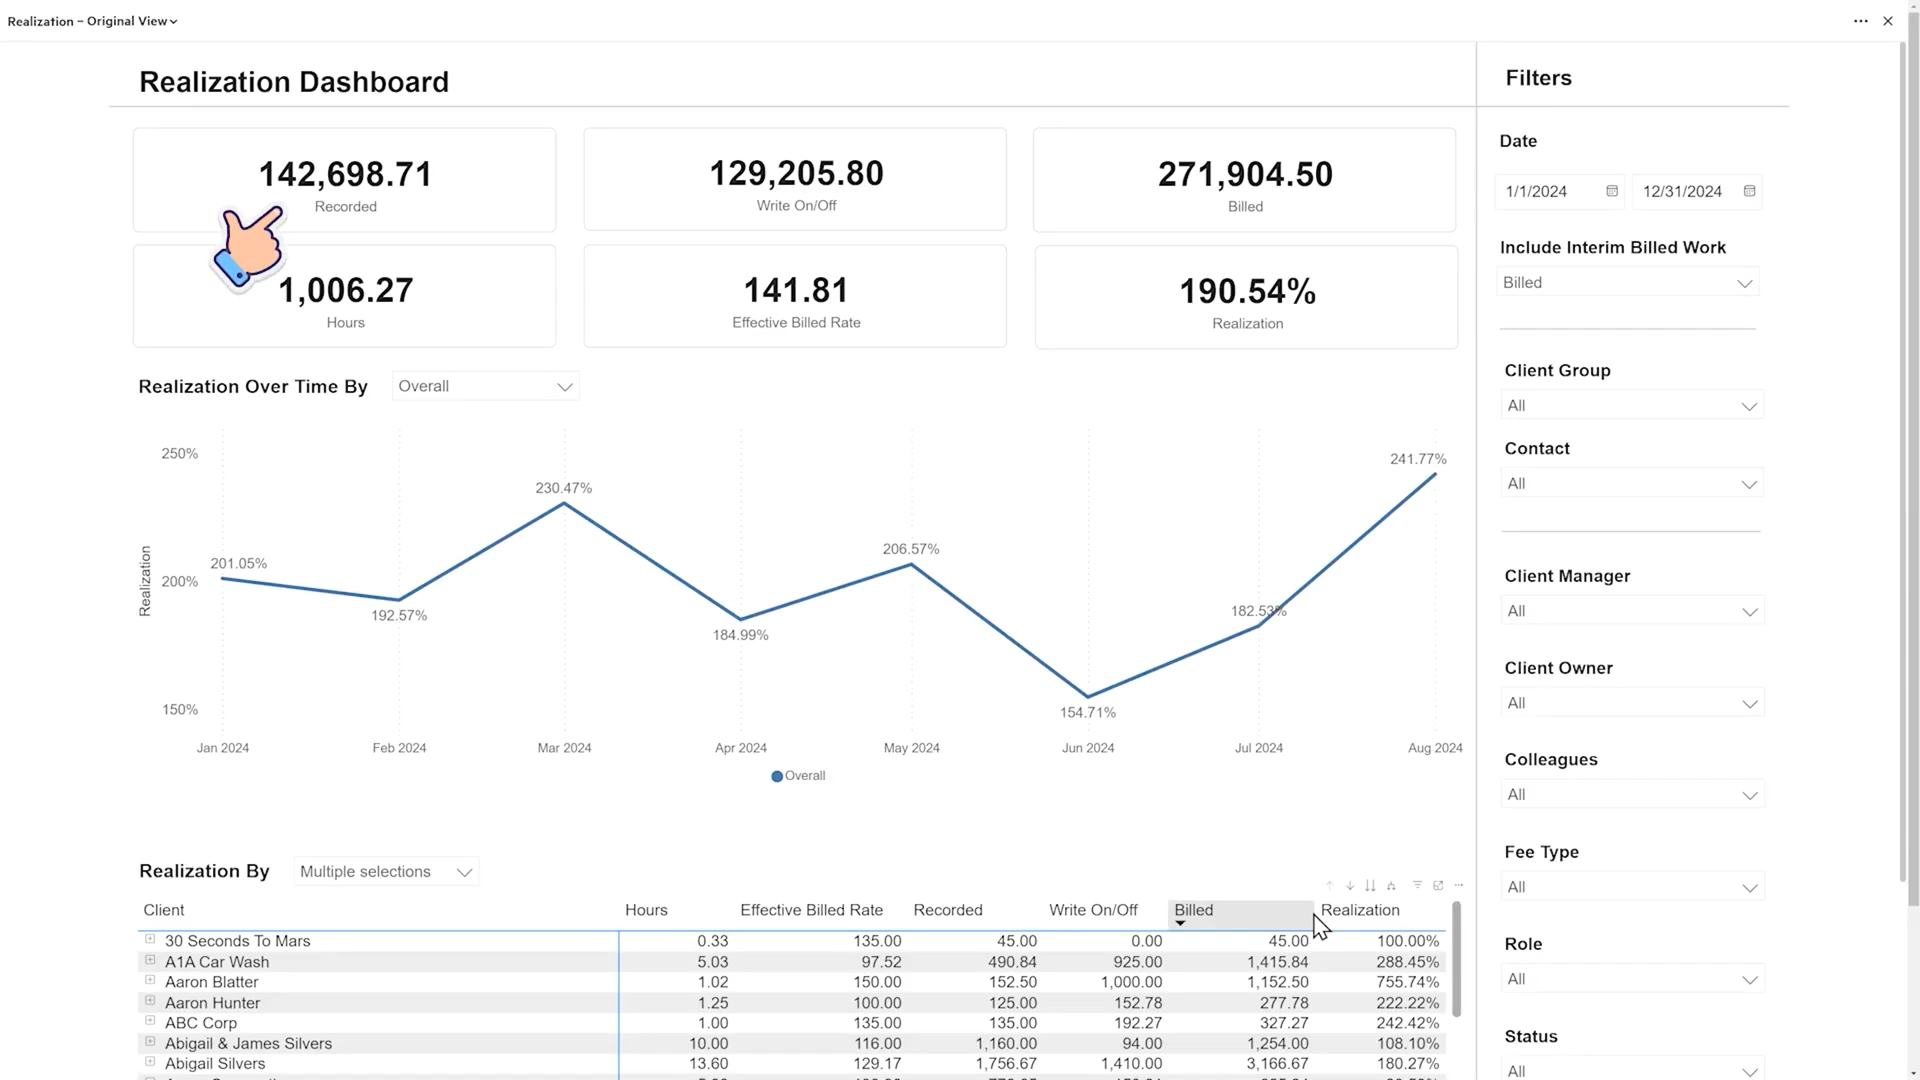 Realization – Original View
Realization Dashboard
Filters
142,698.71
Recorded
129,205.80
Write On/Off
271,904.50
Billed
1,006.27
Hours
141.81
Effective Billed Rate
190.54%
Realization
Date
1/1/2024
12/31/2024
Include Interim Billed Work
Billed
Client Group
All
Contact
All
Client Manager
All
Client Owner
All
Colleagues
All
Fee Type
All
Role
All
Status
All
Realization Over Time By
Overall
250%
200%
150%
Realization
201.05%
192.57%
230.47%
184.99%
206.57%
154.71%
182.53%
241.77%
Jan 2024
Feb 2024
Mar 2024
Apr 2024
May 2024
Jun 2024
Jul 2024
Aug 2024
Overall
Realization By
Multiple selections
Client Hours Effective Billed Rate Recorded Write On/Off Billed Realization
30 Seconds To Mars 0.33 135.00 45.00 0.00 45.00 100.00%
A1A Car Wash 5.03 97.52 490.84 925.00 1,415.84 288.45%
Aaron Blatter 1.02 150.00 152.50 1,000.00 1,152.50 755.74%
Aaron Hunter 1.25 100.00 125.00 152.78 277.78 222.22%
ABC Corp 1.00 135.00 135.00 192.27 327.27 242.42%
Abigail & James Silvers 10.00 116.00 1,160.00 94.00 1,254.00 108.10%
Abigail Silvers 13.60 129.17 1,756.67 1,410.00 3,166.67 180.27%